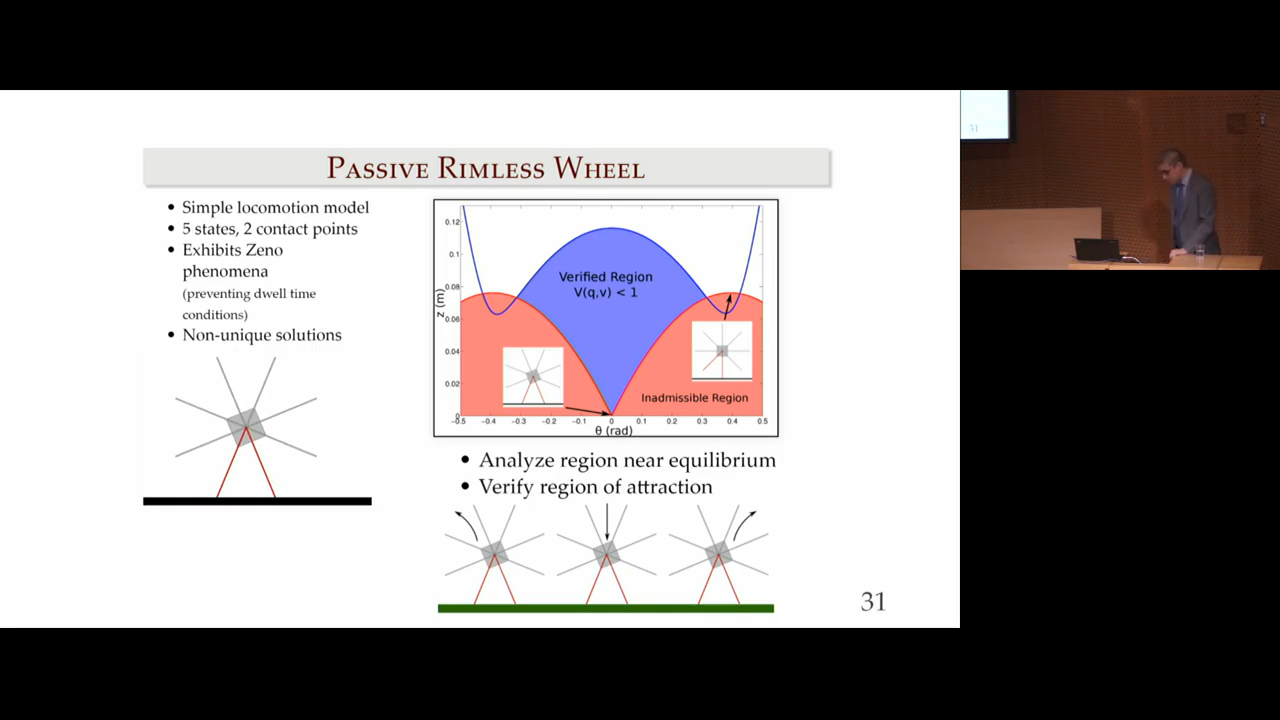 PASSIVE RIMLESS WHEEL
• Simple locomotion model
• 5 states, 2 contact points
• Exhibits Zeno
phenomena
(preventing dwell time
conditions)
• Non-unique solutions
0.12
0.1
0.08
0.06
0.04
0.02
0
z (m)
Verified Region
V(q,v) < 1
Inadmissible Region
-0.5 -0.4 -0.3 -0.2 -0.1 0 0.1 0.2 0.3 0.4 0.5
θ (rad)
• Analyze region near equilibrium
• Verify region of attraction
31
31